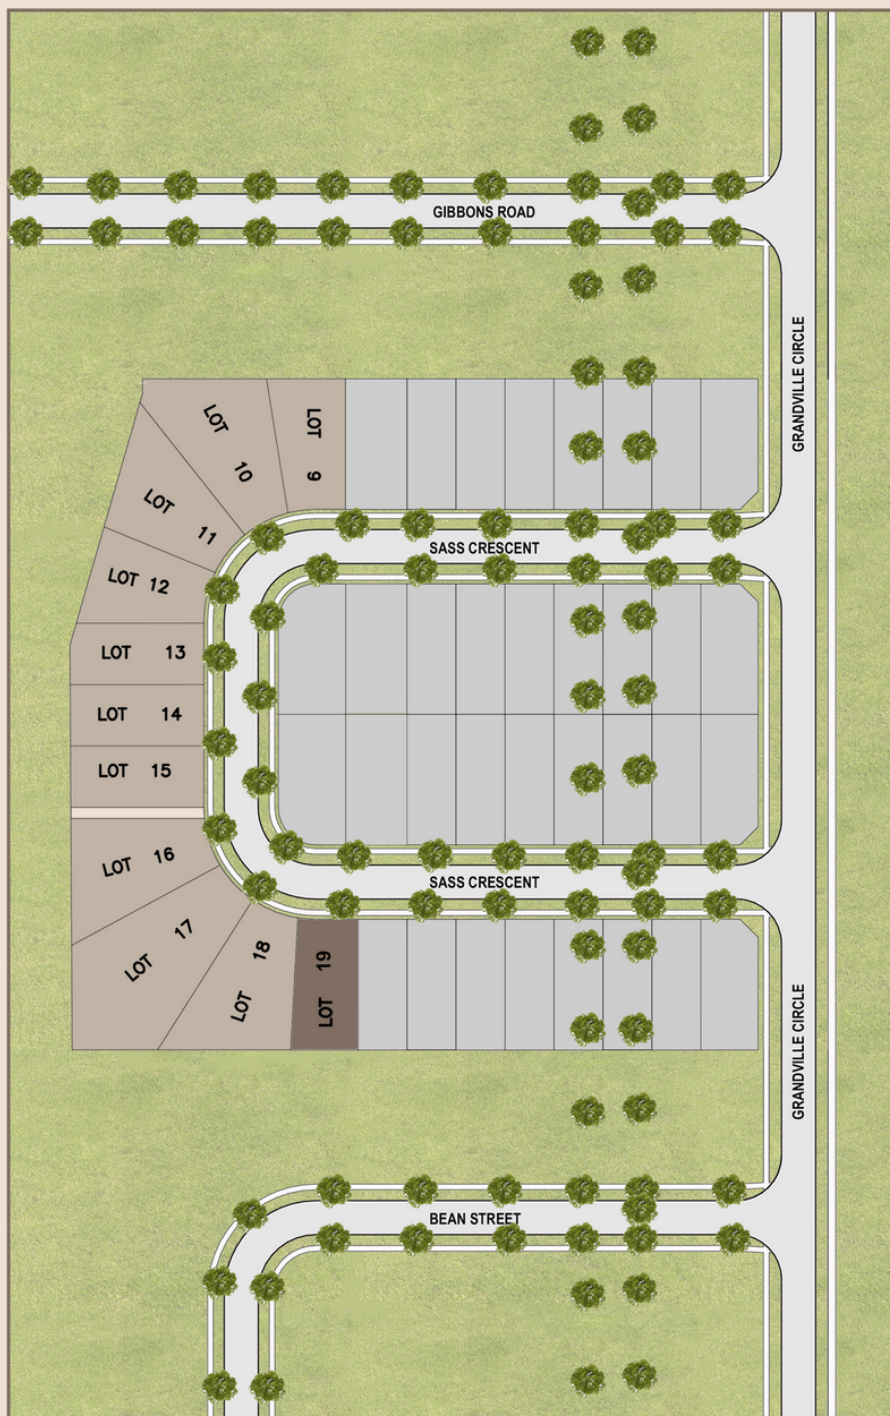 GIBBONS ROAD
GRANDVILLE CIRCLE
LOT 9
LOT 10
LOT 11
SASS CRESCENT
LOT 12
LOT 13
LOT 14
LOT 15
LOT 16
SASS CRESCENT
LOT 17
LOT 18
LOT 19
GRANDVILLE CIRCLE
BEAN STREET